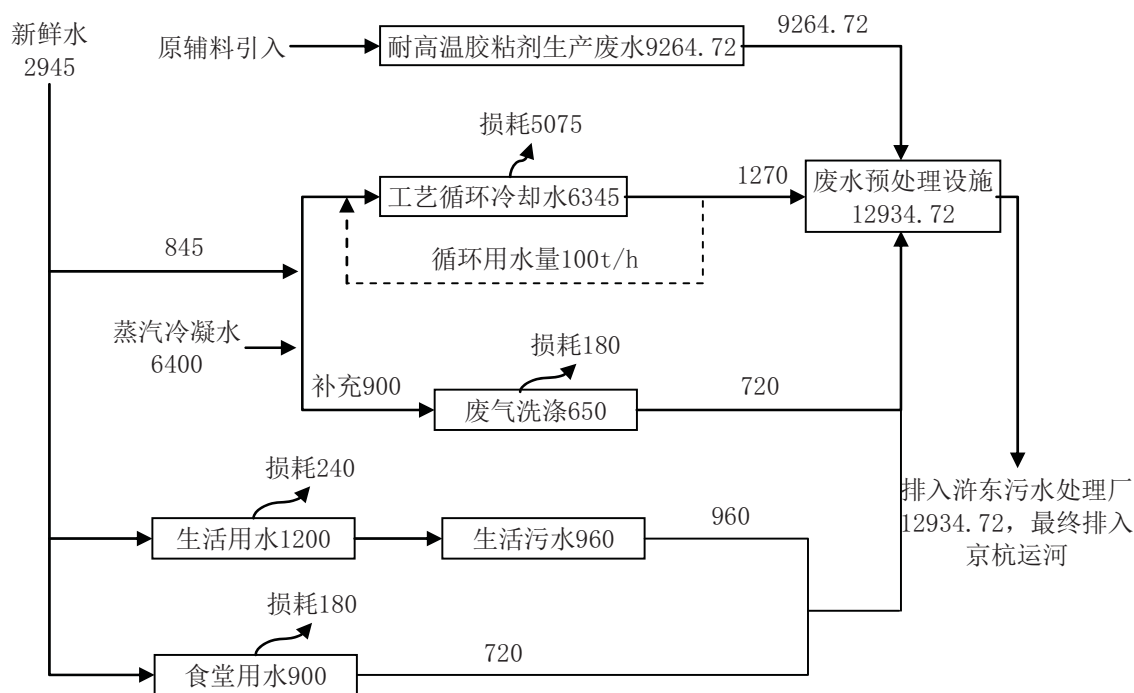 新鲜水
2945
原辅料引入
耐高温胶粘剂生产废水9264.72
9264.72
损耗5075
工艺循环冷却水6345
1270
废水预处理设施
12934.72
循环用水量100t/h
845
蒸汽冷凝水
6400
损耗180
补充900
废气洗涤650
720
损耗240
生活用水1200
生活污水960
960
排入浒东污水处理厂
12934.72，最终排入
京杭运河
损耗180
食堂用水900
720